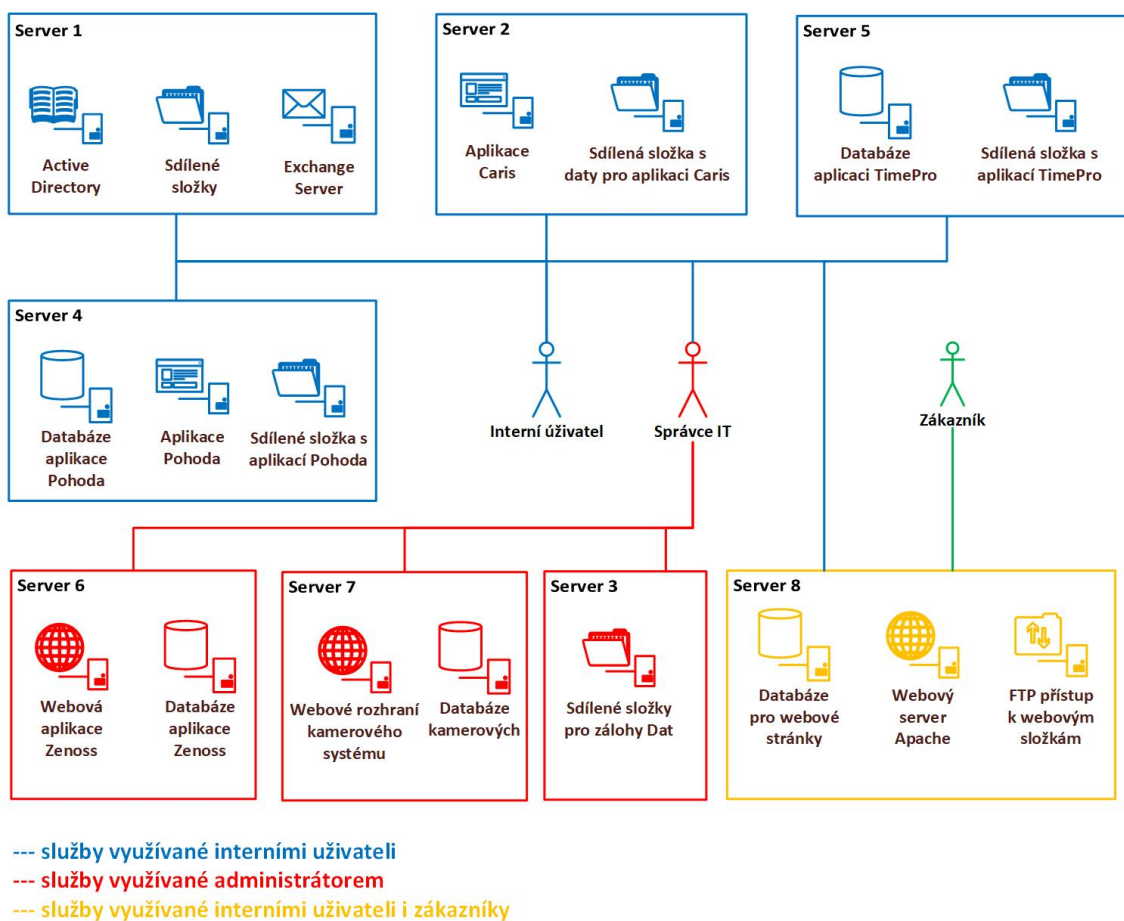 Server 1
Active
Directory
Sdílené
složky
Exchange
Server
Server 2
Aplikace
Caris
Sdílená složka s
daty pro aplikaci Caris
Server 5
Databáze
aplicaci TimePro
Sdílená složka s
aplikací TimePro
Server 4
Databáze
aplikace
Pohoda
Aplikace
Pohoda
Sdílené složka s
aplikací Pohoda
Interní úživatel
Správce IT
Zákazník
Server 6
Webová
aplikace
Zenoss
Databáze
aplikace
Zenoss
Server 7
Webové rozhraní
kamerového
systému
Databáze
kamerových
Server 3
Sdílené složky
pro zálohy Dat
Server 8
Databáze
pro webové
stránky
Webový
server
Apache
FTP přístup
k webovým
složkám
--- služby využívané interními uživateli
--- služby využívané administrátorem
--- služby využívané interními uživateli i zákazníky